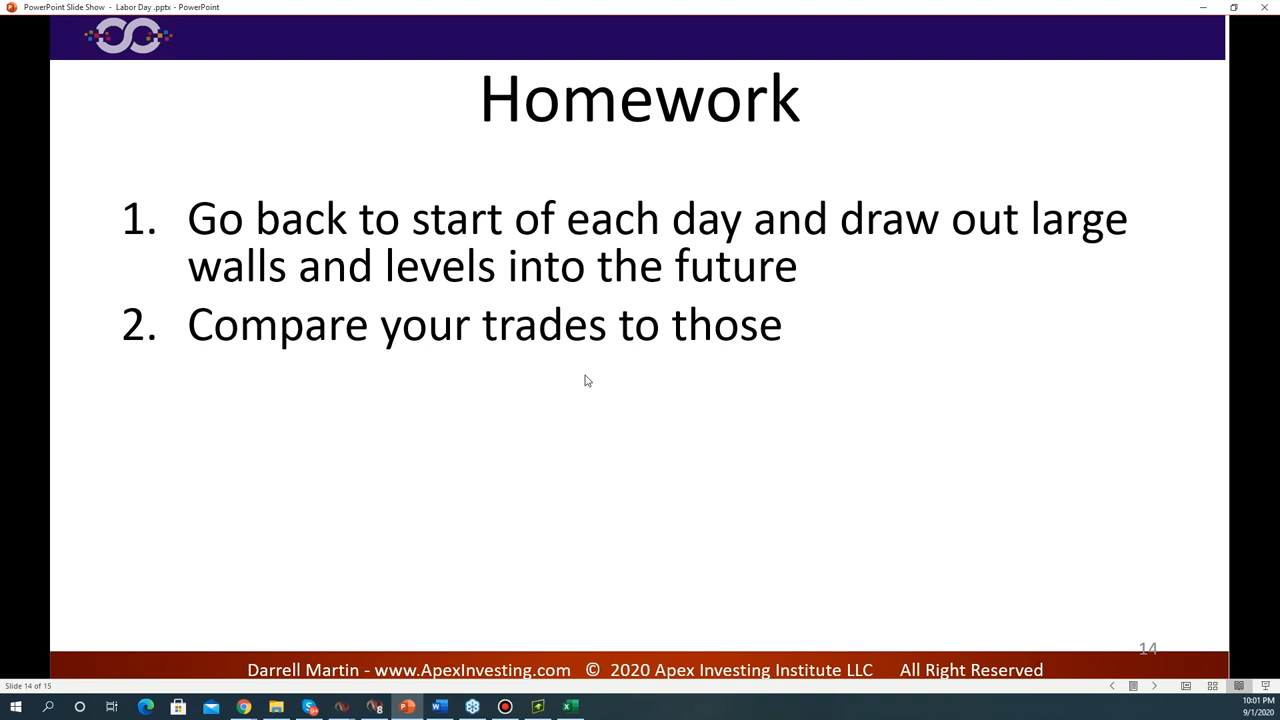 PowerPoint Slide Show - Labor Day .pptx - PowerPoint
Homework
1. Go back to start of each day and draw out large
walls and levels into the future
2. Compare your trades to those
14
Darrell Martin - www.ApexInvesting.com © 2020 Apex Investing Institute LLC All Right Reserved
Slide 14 of 15
10:01 PM
9/1/2020